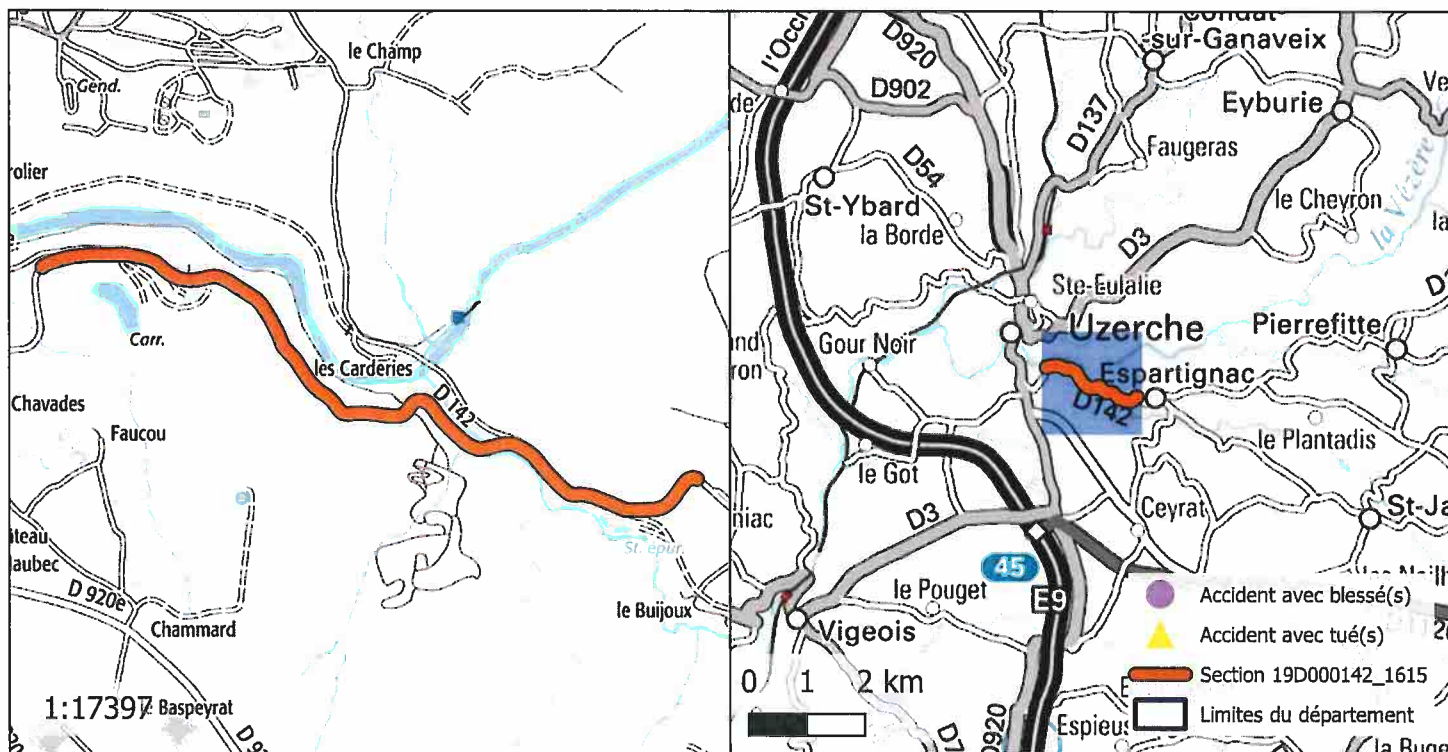 le Champ
Gend.
rolier
Carr.
les Carderies
D 142
Chavades
Faucou
St. épur.
D 920e
Chammard
le Buijoux
Baspeyrat
1:17397
l'Occi
D920
-sur-Ganaveix
D902
D137
Eyburie
Faugeras
D54
St-Ybard
la Borde
le Cheyron
la Vézère
D3
Ste-Eulalie
Uzerche
Pierrefitte
Gour Noir
Espartignac
D142
le Plantadis
le Got
Ceyrat
St-Ja
niac
D3
45
le Pouget
E9
Vigeois
0 1 2 km
D920
Espieus
Accident avec blessé(s)
Accident avec tué(s)
Section 19D000142_1615
Limites du département